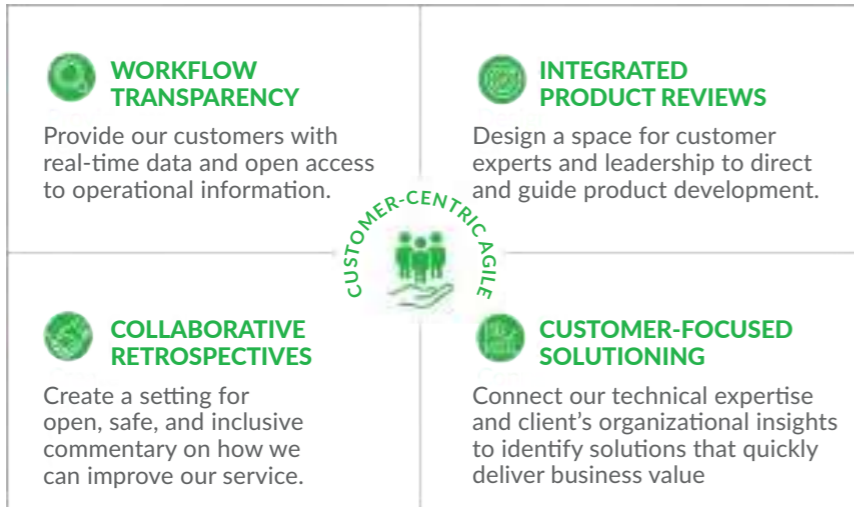 WORKFLOW
TRANSPARENCY
Provide our customers with
real-time data and open access
to operational information.
INTEGRATED
PRODUCT REVIEWS
Design a space for customer
experts and leadership to direct
and guide product development.
CUSTOMER-CENTRIC AGILE
COLLABORATIVE
RETROSPECTIVES
Create a setting for
open, safe, and inclusive
commentary on how we
can improve our service.
CUSTOMER-FOCUSED
SOLUTIONING
Connect our technical expertise
and client's organizational insights
to identify solutions that quickly
deliver business value